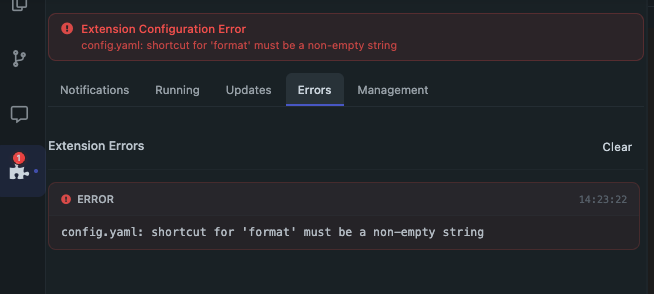 Extension Configuration Error
config.yaml: shortcut for 'format' must be a non-empty string
Notifications Running Updates Errors Management
Extension Errors Clear
1
ERROR 14:23:22
config.yaml: shortcut for 'format' must be a non-empty string